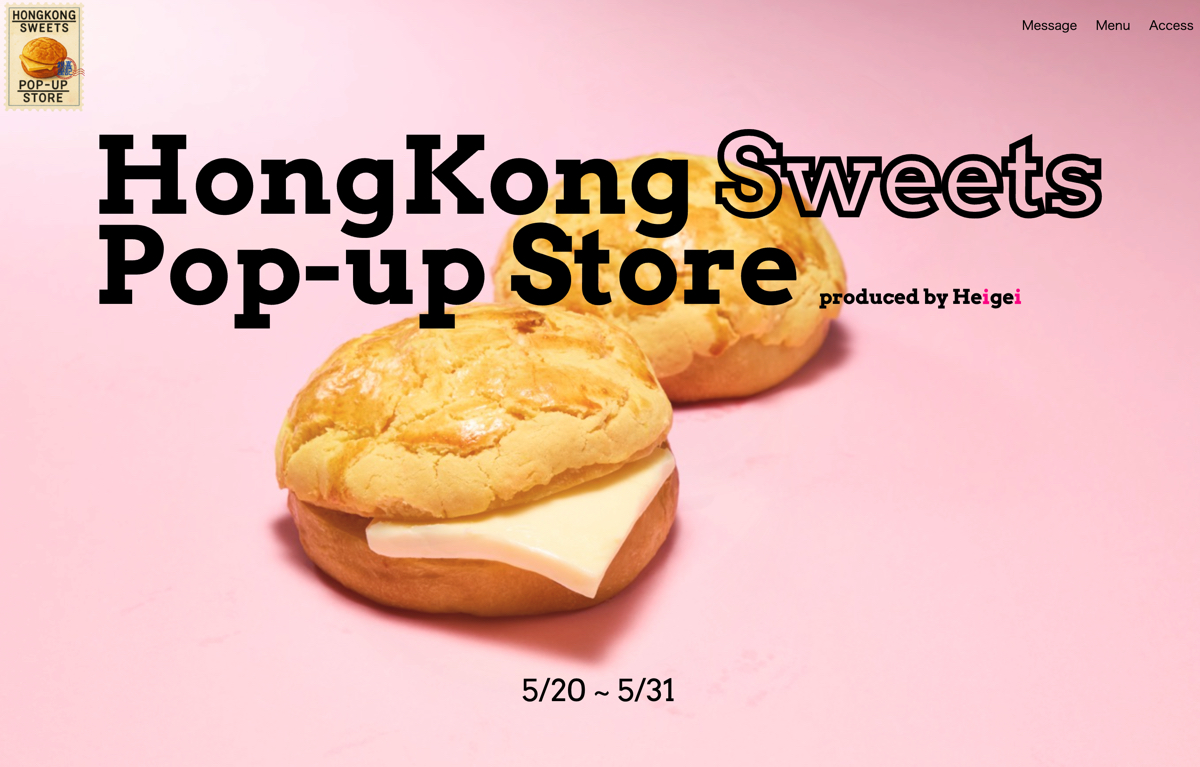 HONGKONG
SWEETS
POP-UP
STORE
Message Menu Access
HongKong Sweets
Pop-up Store produced by Heigei
5/20 ~ 5/31